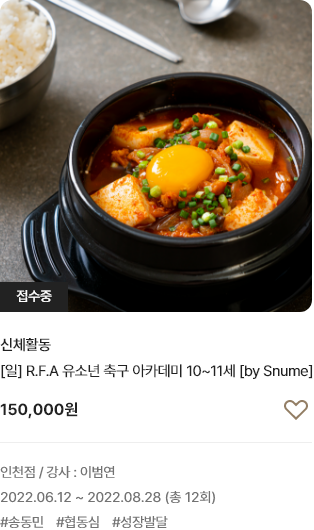 접수중
신체활동
[일] R.F.A 유소년 축구 아카데미 10~11세 [by Snume]
150,000원
인천점 / 강사 : 이범연
2022.06.12 ~ 2022.08.28 (총 12회)
#송동민 #협동심 #성장발달